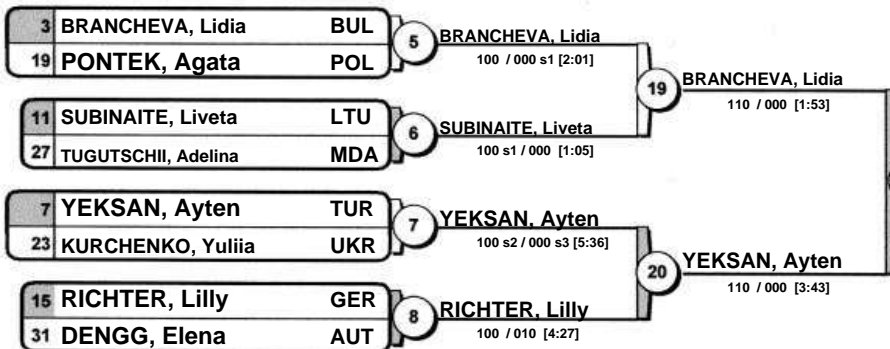 3 BRANCHEVA, Lidia BUL
19 PONTEK, Agata POL
5
BRANCHEVA, Lidia
100 / 000 s1 [2:01]
11 SUBINAITE, Liveta LTU
27 TUGUTSCHII, Adelina MDA
6
SUBINAITE, Liveta
100 s1 / 000 [1:05]
19
BRANCHEVA, Lidia
110 / 000 [1:53]
7 YEKSAN, Ayten TUR
23 KURCHENKO, Yuliia UKR
7
YEKSAN, Ayten
100 s2 / 000 s3 [5:36]
15 RICHTER, Lilly GER
31 DENGG, Elena AUT
8
RICHTER, Lilly
100 / 010 [4:27]
20
YEKSAN, Ayten
110 / 000 [3:43]